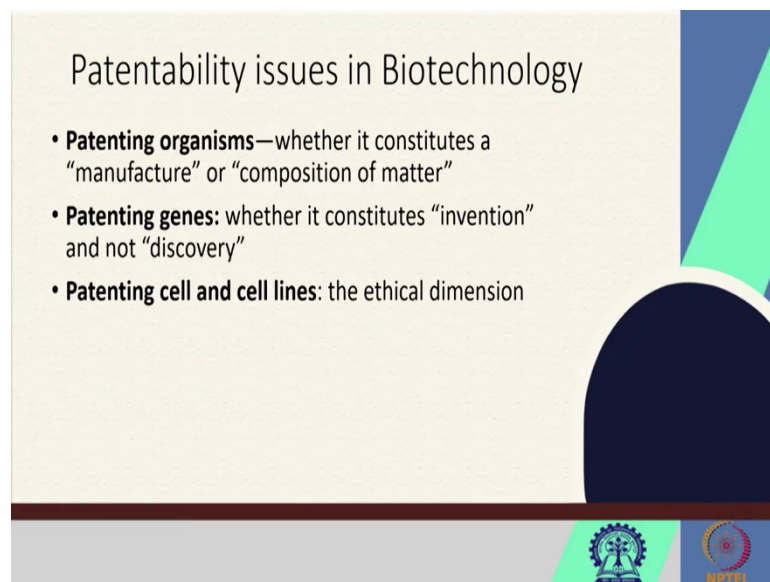 Patentability issues in Biotechnology
• Patenting organisms—whether it constitutes a
"manufacture" or "composition of matter"
• Patenting genes: whether it constitutes "invention"
and not "discovery"
• Patenting cell and cell lines: the ethical dimension
NPTEL